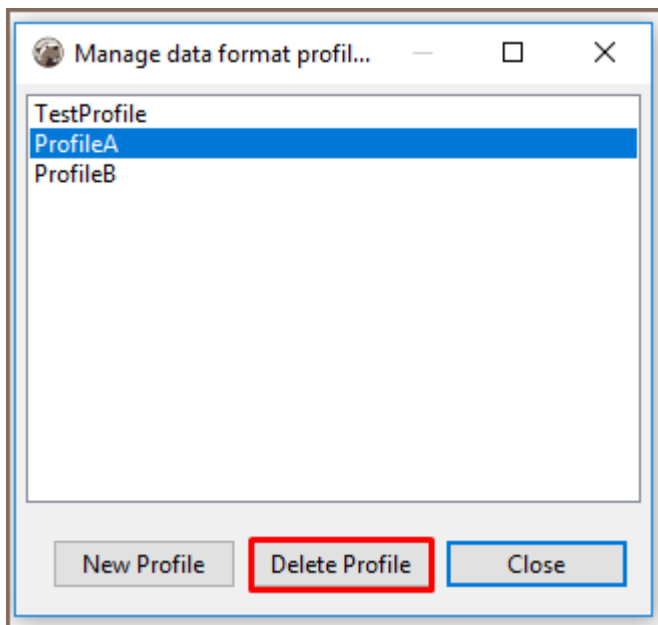 Manage data format profil...
TestProfile
ProfileA
ProfileB
New Profile Delete Profile Close